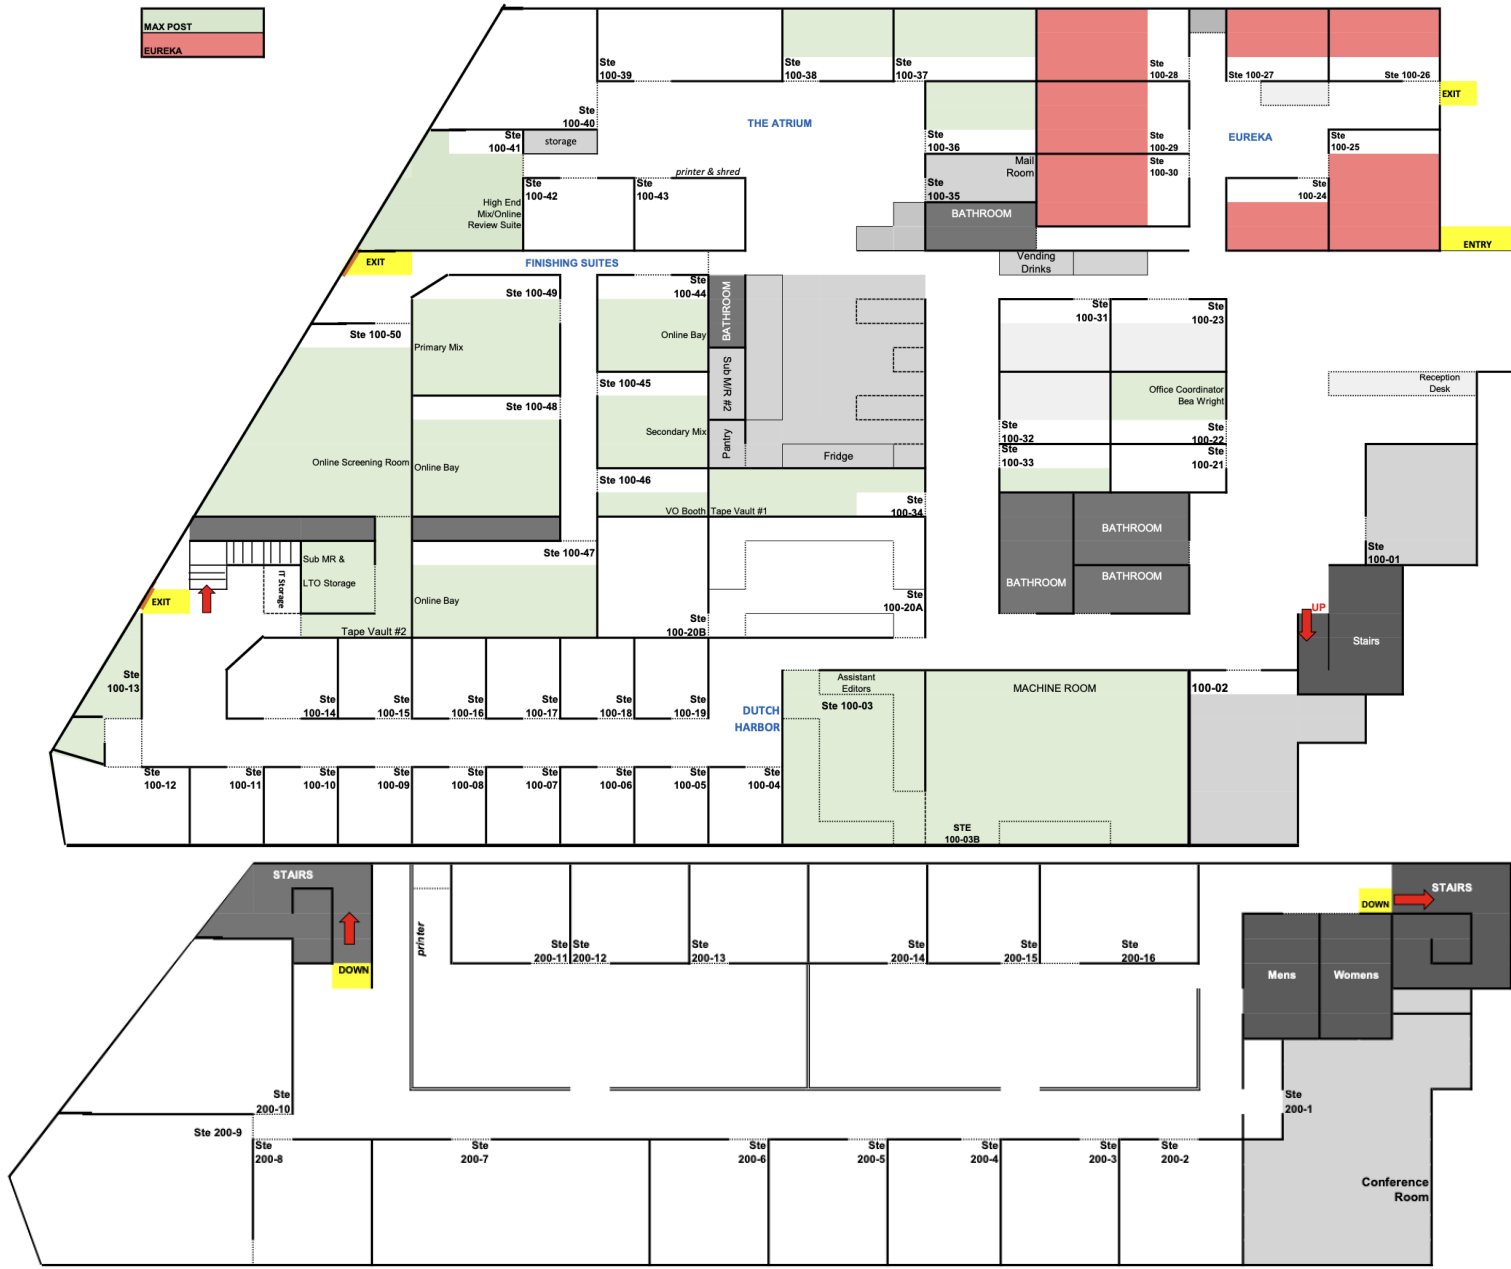 MAX POST
EUREKA
Ste
100-39
Ste
100-38
Ste
100-37
Ste
100-28
Ste 100-27
Ste 100-26
EXIT
Ste
100-40
THE ATRIUM
EUREKA
Ste
100-41
storage
Ste
100-36
Ste
100-29
Ste
100-25
Mail
Room
Ste
100-30
printer & shred
Ste
100-42
Ste
100-43
Ste
100-35
Ste
100-24
High End
Mix/Online
Review Suite
BATHROOM
ENTRY
EXIT
FINISHING SUITES
Vending
Drinks
Ste 100-49
Ste
100-44
BATHROOM
Ste
100-31
Ste
100-23
Ste 100-50
Primary Mix
Online Bay
Sub M/R #2
Ste 100-45
Office Coordinator
Bea Wright
Reception
Desk
Ste 100-48
Secondary Mix
Pantry
Ste
100-32
Ste
100-22
Online Screening Room
Online Bay
Fridge
Ste
100-33
Ste
100-21
Ste 100-46
VO Booth
Tape Vault #1
Ste
100-34
BATHROOM
Ste 100-47
Ste
100-01
Sub MR &
LTO Storage
IT Storage
BATHROOM
BATHROOM
EXIT
Online Bay
Ste
100-20A
UP
Tape Vault #2
Ste
100-20B
Stairs
Ste
100-13
Assistant
Editors
MACHINE ROOM
100-02
Ste
100-14
Ste
100-15
Ste
100-16
Ste
100-17
Ste
100-18
Ste
100-19
DUTCH
HARBOR
Ste 100-03
Ste
100-12
Ste
100-11
Ste
100-10
Ste
100-09
Ste
100-08
Ste
100-07
Ste
100-06
Ste
100-05
Ste
100-04
STE
100-03B
STAIRS
STAIRS
DOWN
printer
Ste
200-11
Ste
200-12
Ste
200-13
Ste
200-14
Ste
200-15
Ste
200-16
DOWN
Mens
Womens
Ste
200-10
Ste
200-1
Ste 200-9
Ste
200-8
Ste
200-7
Ste
200-6
Ste
200-5
Ste
200-4
Ste
200-3
Ste
200-2
Conference
Room